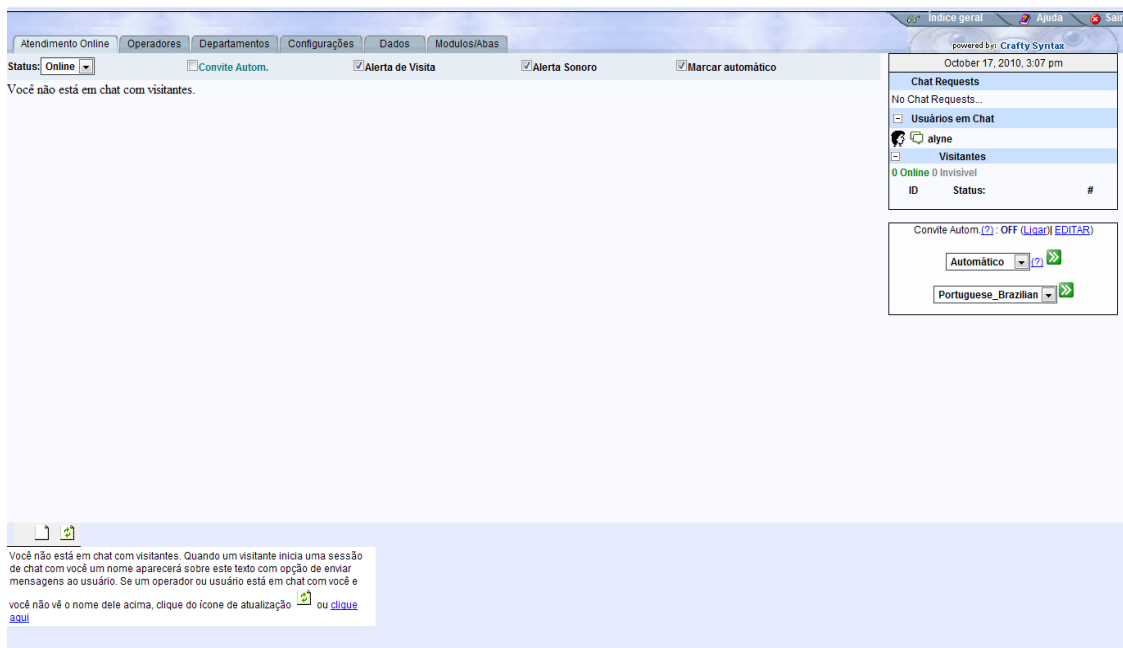 Índice geral Ajuda Sair
Atendimento Online Operadores Departamentos Configurações Dados Modulos/Abas
powered by: Crafty Syntax
Status: Online Convite Autom. Alerta de Visita Alerta Sonoro Marcar automático
Você não está em chat com visitantes.
October 17, 2010, 3:07 pm
Chat Requests
No Chat Requests...
Usuários em Chat
alyne
Visitantes
0 Online 0 Invisivel
ID Status: #
Convite Autom.(?) : OFF (Ligar)| EDITAR)
Automático (?)
Portuguese_Brazilian
Você não está em chat com visitantes. Quando um visitante inicia uma sessão
de chat com você um nome aparecerá sobre este texto com opção de enviar
mensagens ao usuário. Se um operador ou usuário está em chat com você e
você não vê o nome dele acima, clique do ícone de atualização ou clique
aqui